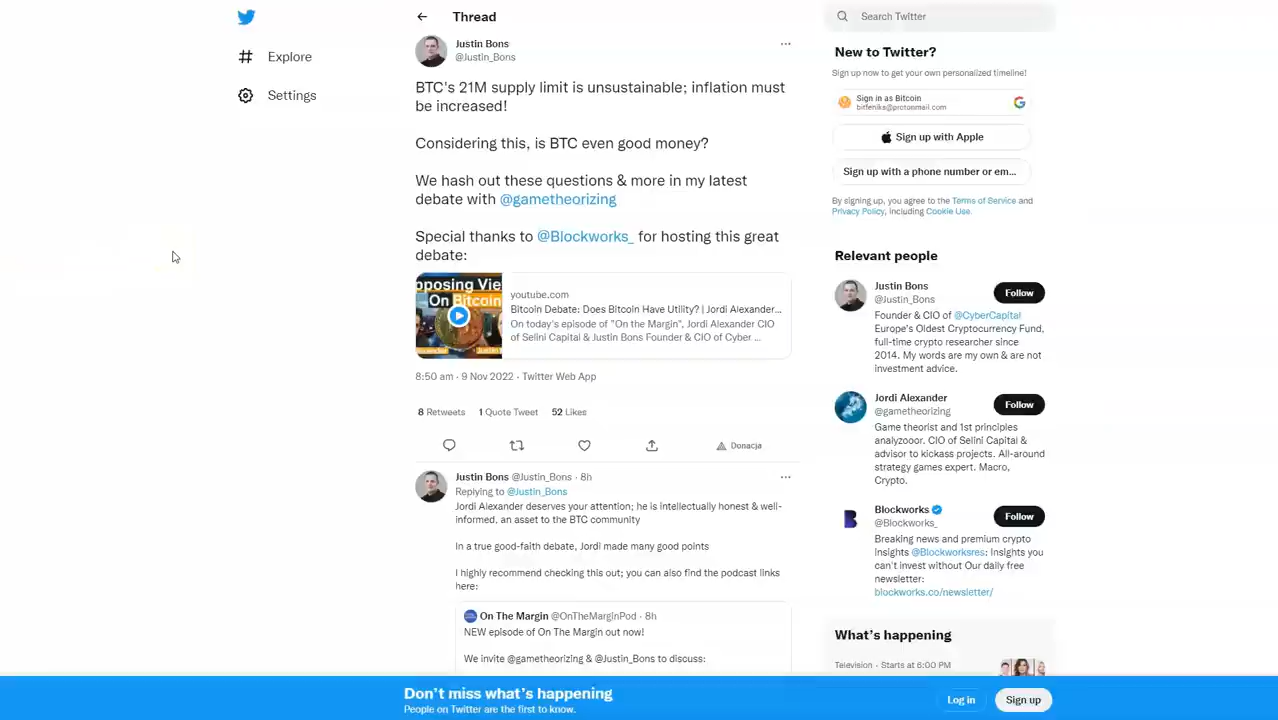 Explore
Settings
Thread
Justin Bons
@Justin_Bons
BTC's 21M supply limit is unsustainable; inflation must
be increased!
Considering this, is BTC even good money?
We hash out these questions & more in my latest
debate with @gametheorizing
Special thanks to @Blockworks_ for hosting this great
debate:
On Bitcoin
youtube.com
Bitcoin Debate: Does Bitcoin Have Utility? | Jordi Alexander...
On today's episode of "On the Margin", Jordi Alexander CIO
of Selini Capital & Justin Bons Founder & CIO of Cyber ...
8:50 am · 9 Nov 2022 · Twitter Web App
8 Retweets 1 Quote Tweet 52 Likes
Donacja
Justin Bons @Justin_Bons · 8h
Replying to @Justin_Bons
Jordi Alexander deserves your attention; he is intellectually honest & well-
informed, an asset to the BTC community
In a true good-faith debate, Jordi made many good points
I highly recommend checking this out; you can also find the podcast links
here:
On The Margin @OnTheMarginPod · 8h
NEW episode of On The Margin out now!
We invite @gametheorizing & @Justin_Bons to discuss:
Search Twitter
New to Twitter?
Sign up now to get your own personalized timeline!
Sign in as Bitcoin
bitfenika@protonmail.com
Sign up with Apple
Sign up with a phone number or em...
By signing up, you agree to the Terms of Service and
Privacy Policy, including Cookie Use.
Relevant people
Justin Bons
@Justin_Bons
Follow
Founder & CIO of @CyberCapital
Europe's Oldest Cryptocurrency Fund,
full-time crypto researcher since
2014. My words are my own & are not
investment advice.
Jordi Alexander
@gametheorizing
Follow
Game theorist and 1st principles
analyzooor. CIO of Selini Capital &
advisor to kickass projects. All-around
strategy games expert. Macro,
Crypto.
Blockworks
@Blockworks_
Follow
Breaking news and premium crypto
insights @Blockworksres: Insights you
can't invest without Our daily free
newsletter:
blockworks.co/newsletter/
What's happening
Television · Starts at 6:00 PM
Don't miss what's happening
People on Twitter are the first to know.
Log in
Sign up